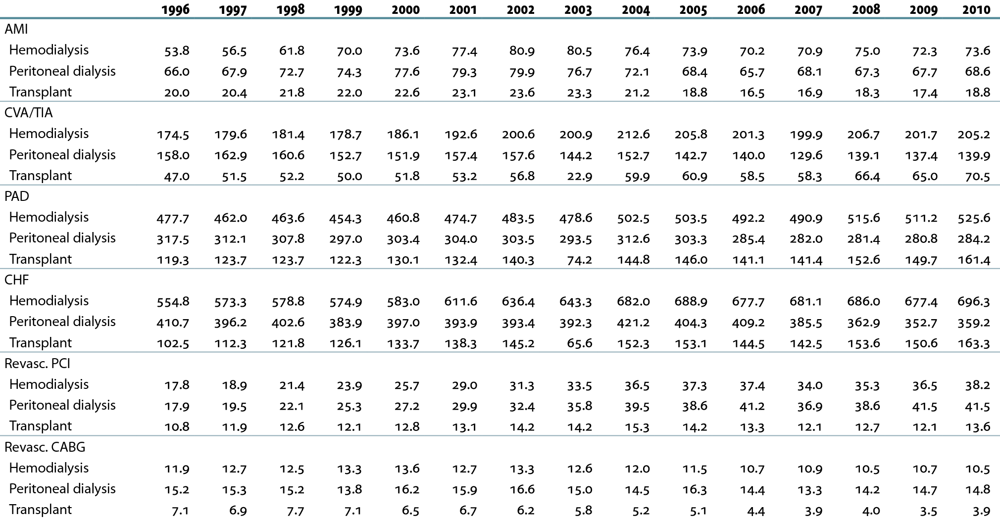 1996 1997 1998 1999 2000 2001 2002 2003 2004 2005 2006 2007 2008 2009 2010
AMI
Hemodialysis 53.8 56.5 61.8 70.0 73.6 77.4 80.9 80.5 76.4 73.9 70.2 70.9 75.0 72.3 73.6
Peritoneal dialysis 66.0 67.9 72.7 74.3 77.6 79.3 79.9 76.7 72.1 68.4 65.7 68.1 67.3 67.7 68.6
Transplant 20.0 20.4 21.8 22.0 22.6 23.1 23.6 23.3 21.2 18.8 16.5 16.9 18.3 17.4 18.8
CVA/TIA
Hemodialysis 174.5 179.6 181.4 178.7 186.1 192.6 200.6 200.9 212.6 205.8 201.3 199.9 206.7 201.7 205.2
Peritoneal dialysis 158.0 162.9 160.6 152.7 151.9 157.4 157.6 144.2 152.7 142.7 140.0 129.6 139.1 137.4 139.9
Transplant 47.0 51.5 52.2 50.0 51.8 53.2 56.8 22.9 59.9 60.9 58.5 58.3 66.4 65.0 70.5
PAD
Hemodialysis 477.7 462.0 463.6 454.3 460.8 474.7 483.5 478.6 502.5 503.5 492.2 490.9 515.6 511.2 525.6
Peritoneal dialysis 317.5 312.1 307.8 297.0 303.4 304.0 303.5 293.5 312.6 303.3 285.4 282.0 281.4 280.8 284.2
Transplant 119.3 123.7 123.7 122.3 130.1 132.4 140.3 74.2 144.8 146.0 141.1 141.4 152.6 149.7 161.4
CHF
Hemodialysis 554.8 573.3 578.8 574.9 583.0 611.6 636.4 643.3 682.0 688.9 677.7 681.1 686.0 677.4 696.3
Peritoneal dialysis 410.7 396.2 402.6 383.9 397.0 393.9 393.4 392.3 421.2 404.3 409.2 385.5 362.9 352.7 359.2
Transplant 102.5 112.3 121.8 126.1 133.7 138.3 145.2 65.6 152.3 153.1 144.5 142.5 153.6 150.6 163.3
Revasc. PCI
Hemodialysis 17.8 18.9 21.4 23.9 25.7 29.0 31.3 33.5 36.5 37.3 37.4 34.0 35.3 36.5 38.2
Peritoneal dialysis 17.9 19.5 22.1 25.3 27.2 29.9 32.4 35.8 39.5 38.6 41.2 36.9 38.6 41.5 41.5
Transplant 10.8 11.9 12.6 12.1 12.8 13.1 14.2 14.2 15.3 14.2 13.3 12.1 12.7 12.1 13.6
Revasc. CABG
Hemodialysis 11.9 12.7 12.5 13.3 13.6 12.7 13.3 12.6 12.0 11.5 10.7 10.9 10.5 10.7 10.5
Peritoneal dialysis 15.2 15.3 15.2 13.8 16.2 15.9 16.6 15.0 14.5 16.3 14.4 13.3 14.2 14.7 14.8
Transplant 7.1 6.9 7.7 7.1 6.5 6.7 6.2 5.8 5.2 5.1 4.4 3.9 4.0 3.5 3.9